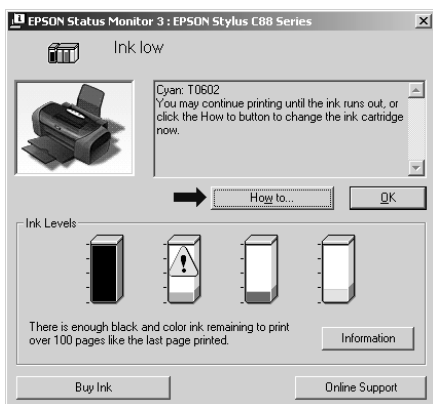 EPSON Status Monitor 3 : EPSON Stylus C88 Series
Ink low
Cyan: T0602
You may continue printing until the ink runs out, or
click the How to button to change the ink cartridge
now.
How to...
OK
Ink Levels
There is enough black and color ink remaining to print
over 100 pages like the last page printed.
Information
Buy Ink
Online Support